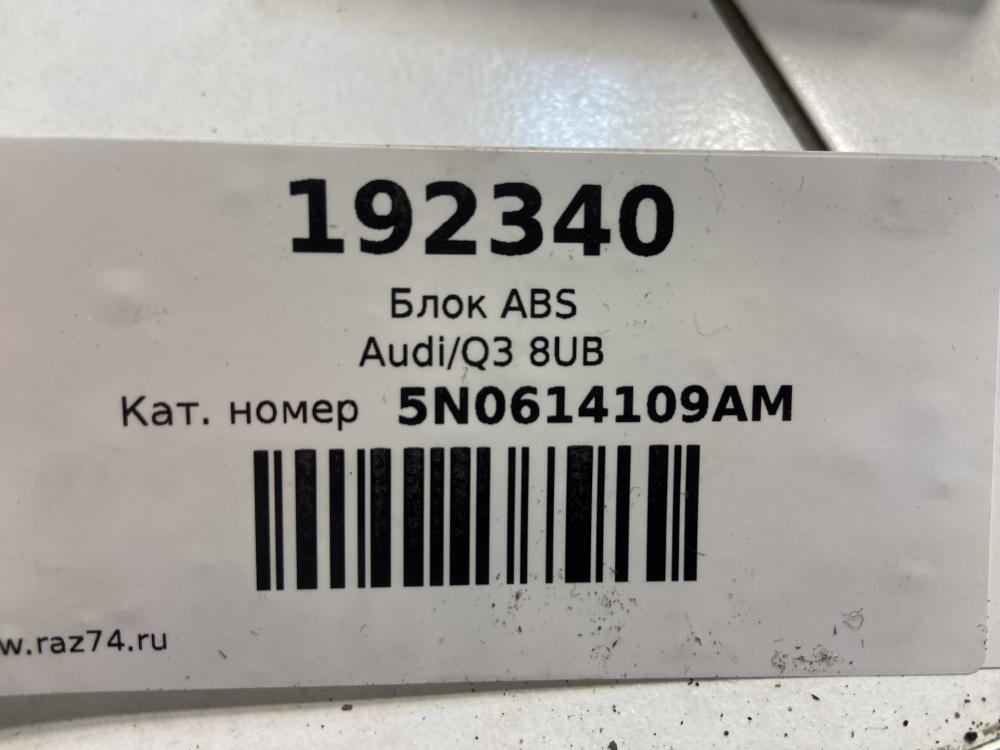 192340
Блок ABS
Audi/Q3 8UB
Кат. номер 5N0614109AM
w.raz74.ru